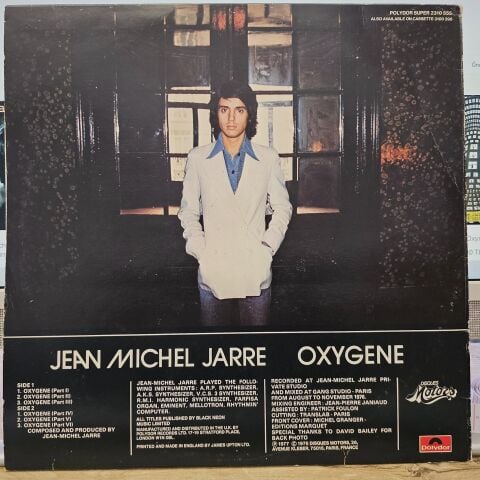 POLYDOR SUPER 2310 555
ALSO AVAILABLE ON CASSETTE 3100 398
JEAN MICHEL JARRE OXYGENE
SIDE 1
1. OXYGENE (Part I)
2. OXYGENE (Part II)
3. OXYGENE (Part III)
SIDE 2
1. OXYGENE (Part IV)
2. OXYGENE (Part V)
3. OXYGENE (Part VI)
COMPOSED AND PRODUCED BY
JEAN-MICHEL JARRE
JEAN-MICHEL JARRE PLAYED THE FOLLO-
WING INSTRUMENTS : A.R.P. SYNTHESIZER,
A.K.S. SYNTHESIZER, V.C.S. 3 SYNTHESIZER,
R.M.I. HARMONIC SYNTHESIZER, FARFISA
ORGAN, EMINENT, MELLOTRON, RHYTHMIN'
COMPUTER.
ALL TITLES PUBLISHED BY BLACK NEON
MUSIC LIMITED
MANUFACTURED AND DISTRIBUTED IN THE U.K. BY
POLYDOR RECORDS LTD. 17-19 STRATFORD PLACE,
LONDON W1N 0BL.
PRINTED AND MADE IN ENGLAND BY JAMES UPTON LTD.
RECORDED AT JEAN-MICHEL JARRE PRI-
VATE STUDIO
AND MIXED AT GANG STUDIO - PARIS
FROM AUGUST TO NOVEMBER 1976.
MIXING ENGINEER : JEAN-PIERRE JANIAUD
ASSISTED BY : PATRICK FOULON
CUTTING : TRANSLAB - PARIS
FRONT COVER : MICHEL GRANGER -
EDITIONS MARQUET
SPECIAL THANKS TO DAVID BAILEY FOR
BACK PHOTO
Ⓟ 1977 © 1976 DISQUES MOTORS, 20,
AVENUE KLEBER, 75016, PARIS, FRANCE
DISQUES
Motors
Polydor